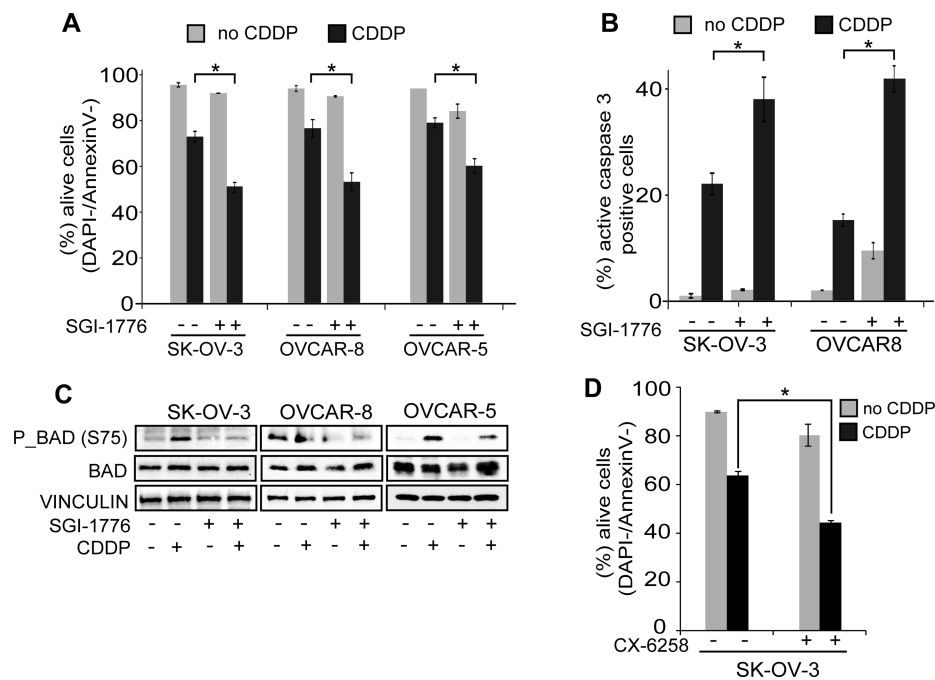 A
no CDDP
CDDP
(%) alive cells
(DAPI-/AnnexinV-)
100
80
60
40
20
0
*
*
*
SGI-1776
- - + + - - + + - - + +
SK-OV-3 OVCAR-8 OVCAR-5
B
no CDDP
CDDP
(%) active caspase 3
positive cells
40
20
0
*
*
SGI-1776
- - + + - - + +
SK-OV-3 OVCAR8
C
SK-OV-3 OVCAR-8 OVCAR-5
P_BAD (S75)
BAD
VINCULIN
SGI-1776 - - + + - - + + - - + +
CDDP - + - + - + - + - + - +
D
no CDDP
CDDP
(%) alive cells
(DAPI-/AnnexinV-)
100
80
60
40
80
0
*
CX-6258 - - + +
SK-OV-3